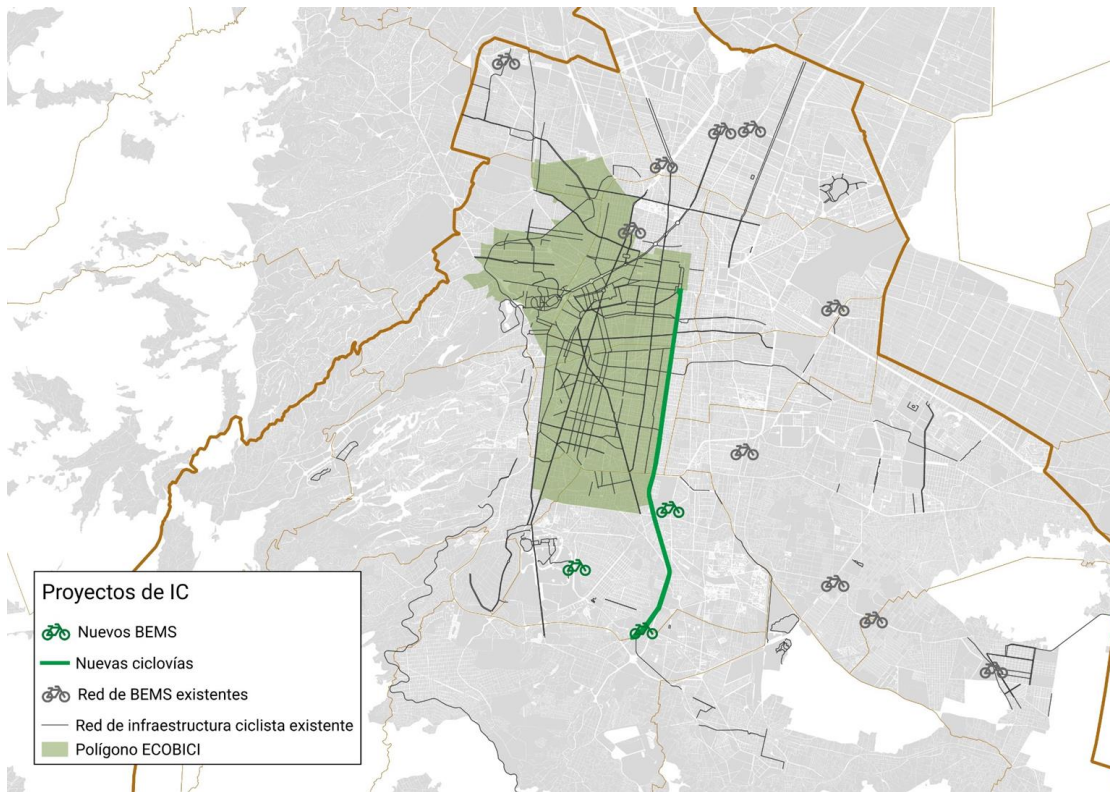 Proyectos de IC
Nuevos BEMS
Nuevas ciclovías
Red de BEMS existentes
Red de infraestructura ciclista existente
Polígono ECOBICI